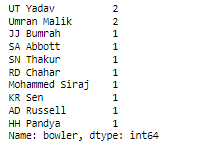 UT Yadav 2
Umran Malik 2
JJ Bumrah 1
SA Abbott 1
SN Thakur 1
RD Chahar 1
Mohammed Siraj 1
KR Sen 1
AD Russell 1
HH Pandya 1
Name: bowler, dtype: int64